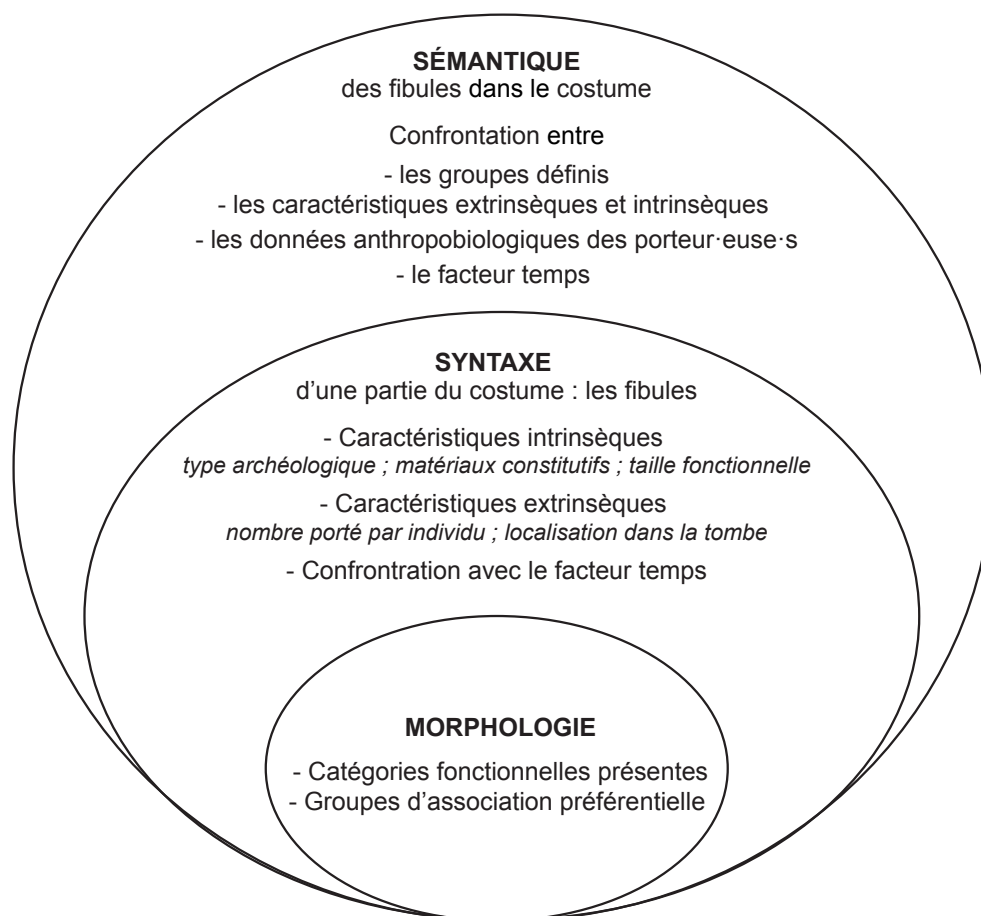 SÉMANTIQUE
des fibules dans le costume
Confrontation entre
- les groupes définis
- les caractéristiques extrinsèques et intrinsèques
- les données anthropobiologiques des porteur·euse·s
- le facteur temps
SYNTAXE
d’une partie du costume : les fibules
- Caractéristiques intrinsèques
type archéologique ; matériaux constitutifs ; taille fonctionnelle
- Caractéristiques extrinsèques
nombre porté par individu ; localisation dans la tombe
- Confrontration avec le facteur temps
MORPHOLOGIE
- Catégories fonctionnelles présentes
- Groupes d’association préférentielle